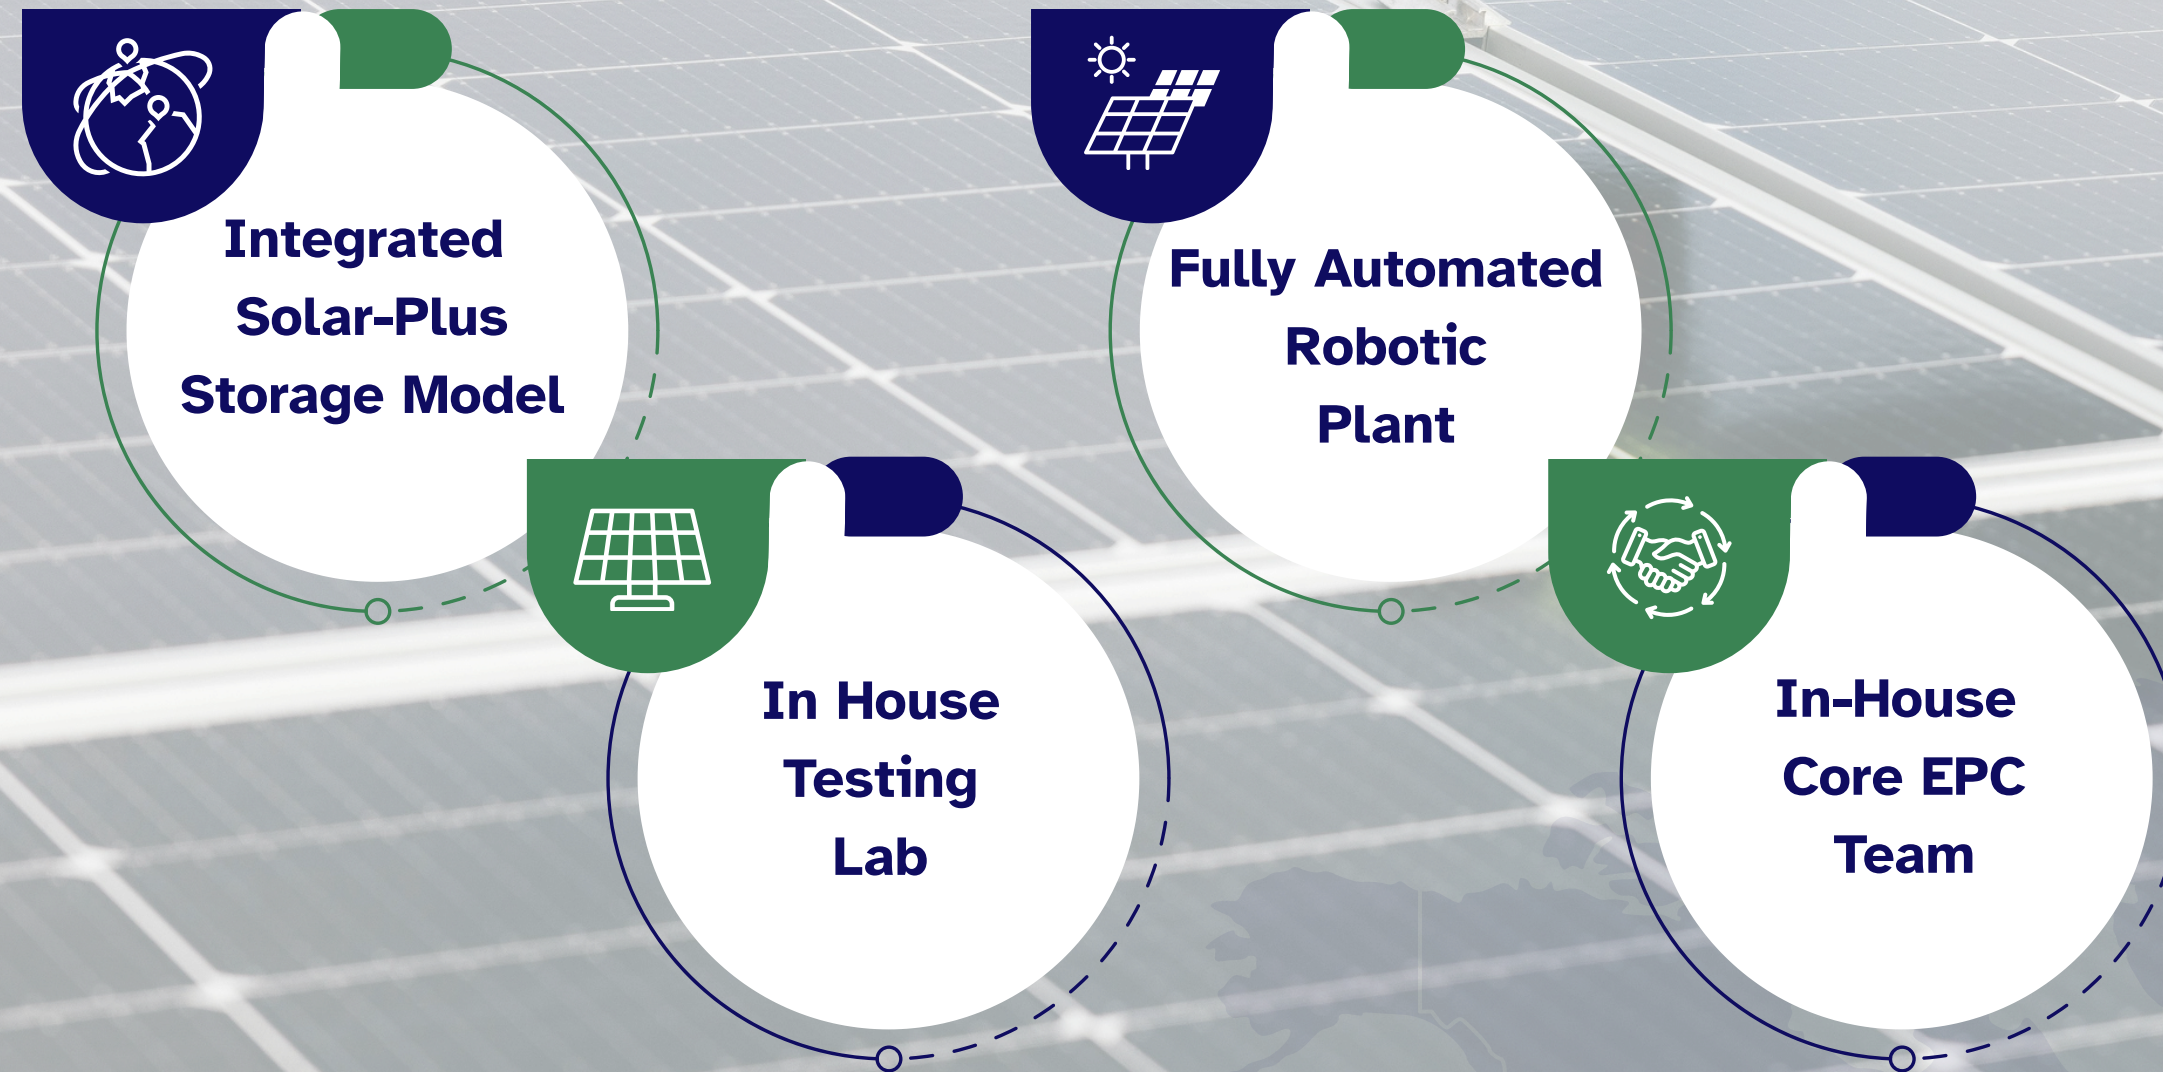 Integrated
Solar-Plus
Storage Model
Fully Automated
Robotic
Plant
In House
Testing
Lab
In-House
Core EPC
Team